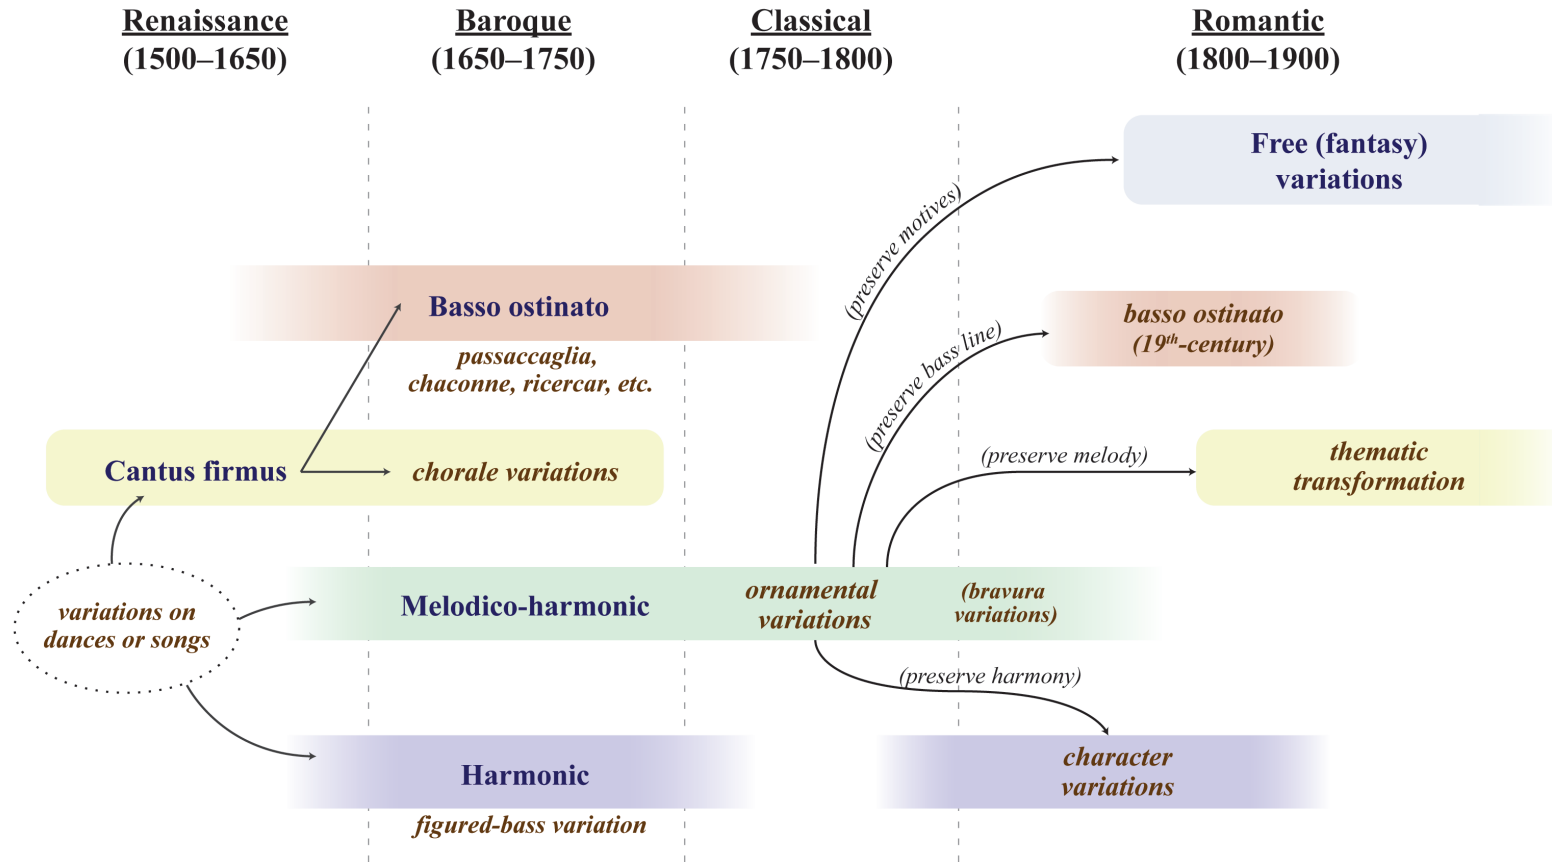 Renaissance
(1500–1650)
Baroque
(1650–1750)
Classical
(1750–1800)
Romantic
(1800–1900)
Free (fantasy)
variations
(preserve motives)
Basso ostinato
passaccaglia,
chaconne, ricercar, etc.
(preserve bass line)
basso ostinato
(19th-century)
Cantus firmus
chorale variations
(preserve melody)
thematic
transformation
variations on
dances or songs
Melodico-harmonic
ornamental
variations
(bravura
variations)
(preserve harmony)
Harmonic
figured-bass variation
character
variations